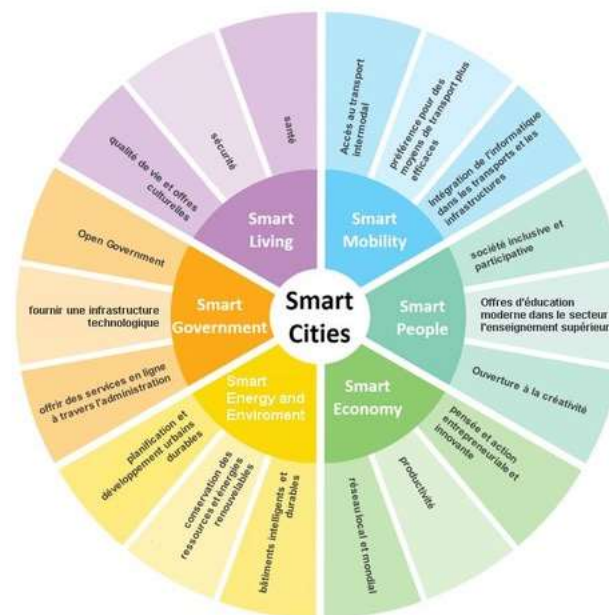 Smart
Cities
Smart
Living
qualité de vie et offres
culturelles
sécurité
santé
Smart
Mobility
Accès au transport
intermodal
préférence pour des
moyens de transport plus
efficaces
Intégration de l'informatique
dans les transports et les
infrastructures
Smart
People
société inclusive et
participative
Offres d'éducation
moderne dans le secteur
l'enseignement supérieur
Ouverture à la créativité
Smart
Economy
pensée et action
entrepreneuriale et
innovante
productivité
réseau local et mondial
Smart
Energy and
Enviroment
bâtiments intelligents et
durables
conservation des
ressources et énergies
renouvelables
planification et
développement urbains
durables
Smart
Government
offrir des services en ligne
à travers l'administration
fournir une infrastructure
technologique
Open Government